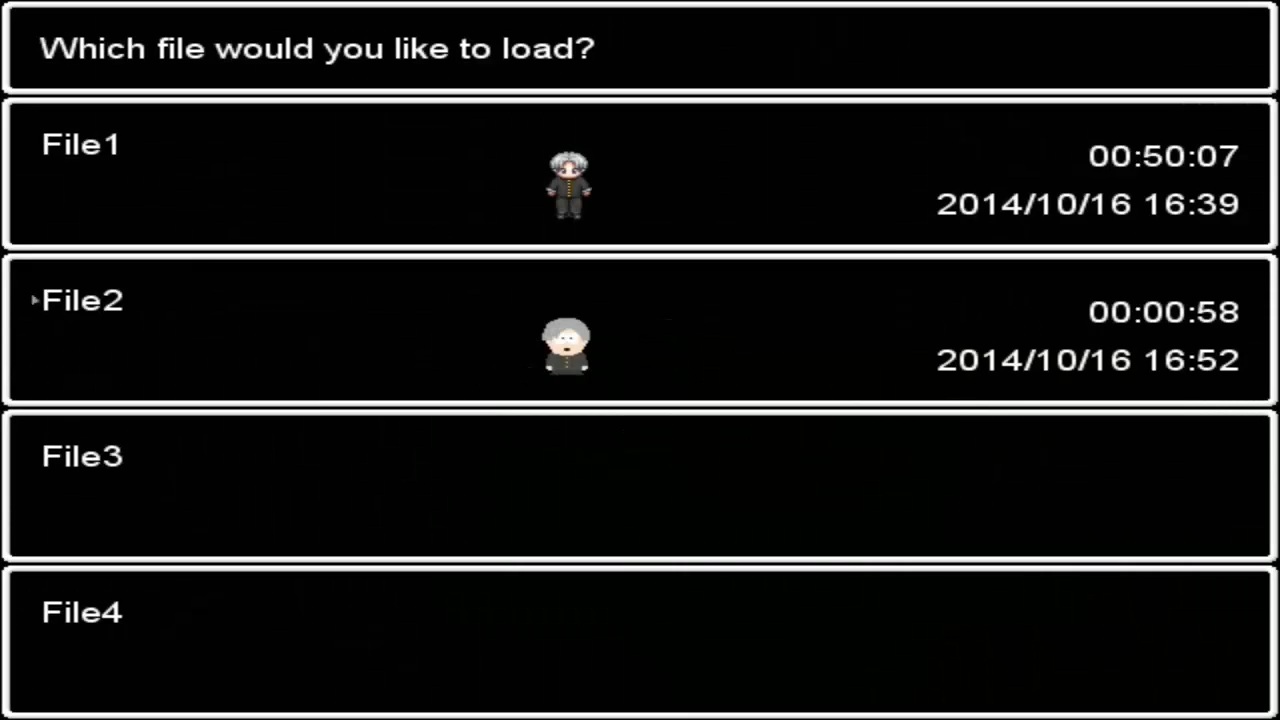 Which file would you like to load?
File1
00:50:07
2014/10/16 16:39
File2
00:00:58
2014/10/16 16:52
File3
File4